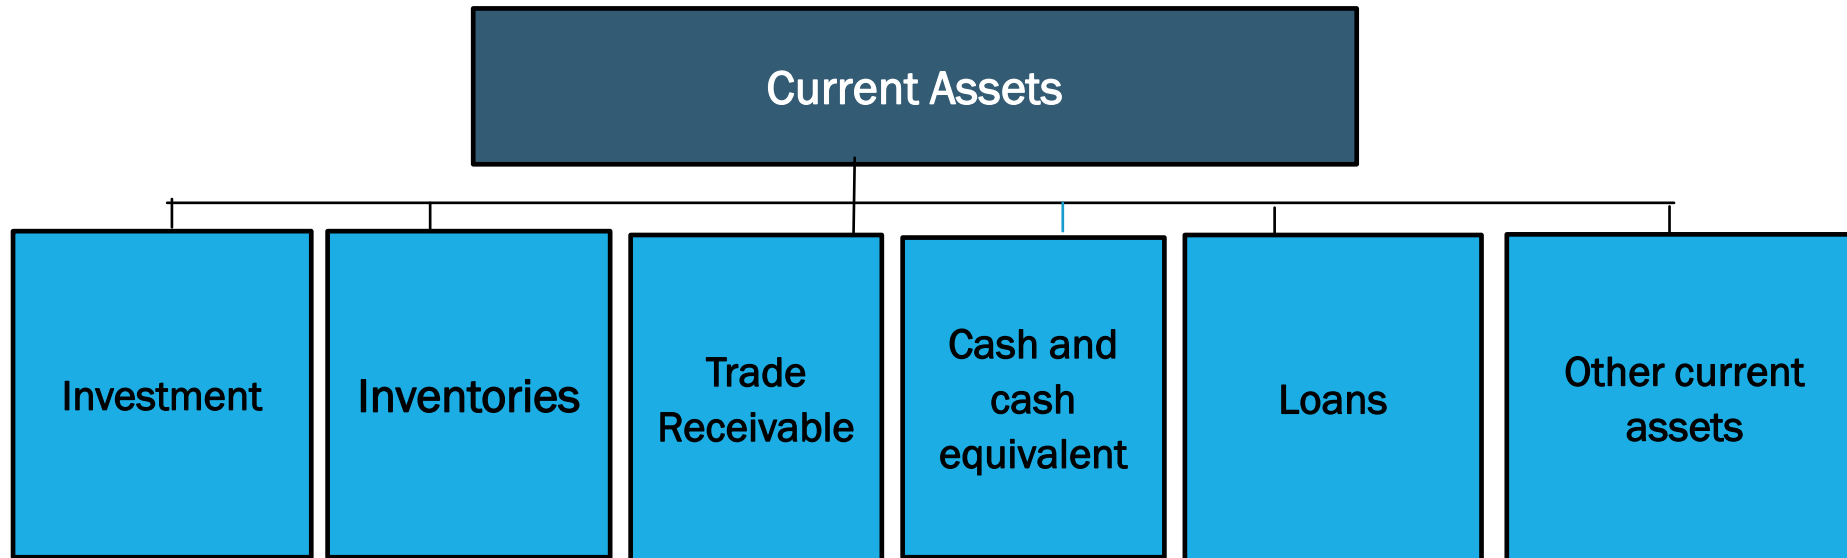 Current Assets
Investment
Inventories
Trade
Receivable
Cash and
cash
equivalent
Loans
Other current
assets